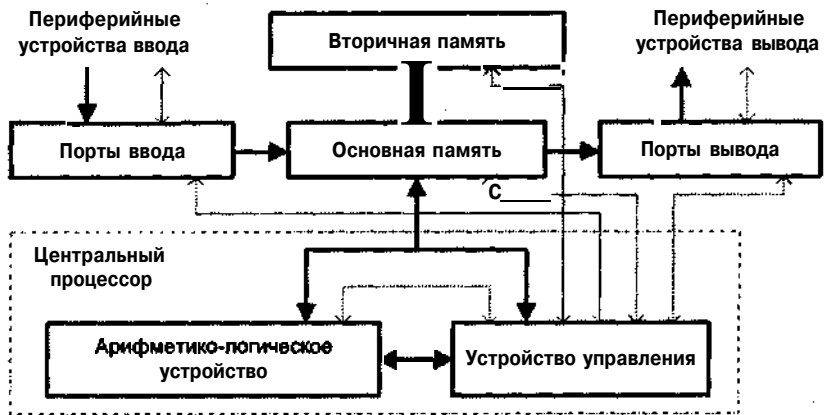 Периферийные
устройства ввода
Вторичная память
Периферийные
устройства вывода
Порты ввода
Основная память
Порты вывода
С
Центральный
процессор
Арифметико-логическое
устройство
Устройство управления